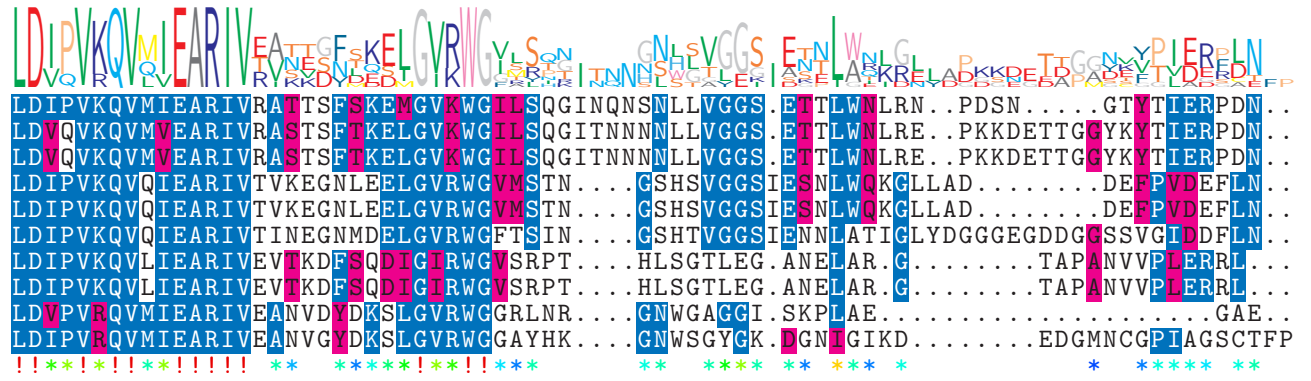 LDIPVKQVMIEARIVRATTSFSKEMGVKWGILSQGINQNSNLLVGGS.ETTLWNLRN..PDSN.....GTYTIERPDN..
LDVQVKQVMVEARIVRASTSFTKELGVKWGILSQGITNNNNLLVGGS.ETTLWNLRE..PKKDETTGGYKYTIERPDN..
LDVQVKQVMVEARIVRASTSFTKELGVKWGILSQGITNNNNLLVGGS.ETTLWNLRE..PKKDETTGGYKYTIERPDN..
LDIPVKQVQIEARIVTVKEGNLEELGVRWGVMSTN....GSHSVGGSIESNLWQKGLLAD........DEFPVDEFLN..
LDIPVKQVQIEARIVTVKEGNLEELGVRWGVMSTN....GSHSVGGSIESNLWQKGLLAD........DEFPVDEFLN..
LDIPVKQVQIEARIVTINEGNMDELGVRWGFTSIN....GSHTVGGSIENNLATIGLYDGGGEGDDGGSSVGIDDFLN..
LDIPVKQVLIEARIVEVTKDFSQDIGIRWGVSRPT....HLSGTLEG.ANELAR.G........TAPANVVPLERRL...
LDIPVKQVLIEARIVEVTKDFSQDIGIRWGVSRPT....HLSGTLEG.ANELAR.G........TAPANVVPLERRL...
LDVPVRQVMIEARIVEANVDYDKSLGVRWGGRLNR....GNWGAGGI.SKPLAE.....................GAE..
LDIPVRQVMIEARIVEANVGYDKSLGVRWGGAYHK....GNWSGYGK.DGNIGIKD........EDGMNCGPIAGSCTFP
!!**!*!!**!!!!! **  *****!**!!***      **  **** ** *** *           *  ***** **